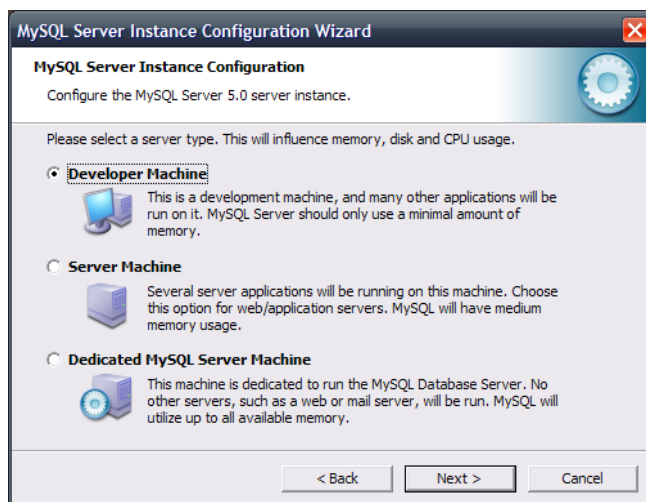 MySQL Server Instance Configuration Wizard
MySQL Server Instance Configuration
Configure the MySQL Server 5.0 server instance.
Please select a server type. This will influence memory, disk and CPU usage.
Developer Machine
This is a development machine, and many other applications will be
run on it. MySQL Server should only use a minimal amount of
memory.
Server Machine
Several server applications will be running on this machine. Choose
this option for web/application servers. MySQL will have medium
memory usage.
Dedicated MySQL Server Machine
This machine is dedicated to run the MySQL Database Server. No
other servers, such as a web or mail server, will be run. MySQL will
utilize up to all available memory.
< Back Next > Cancel